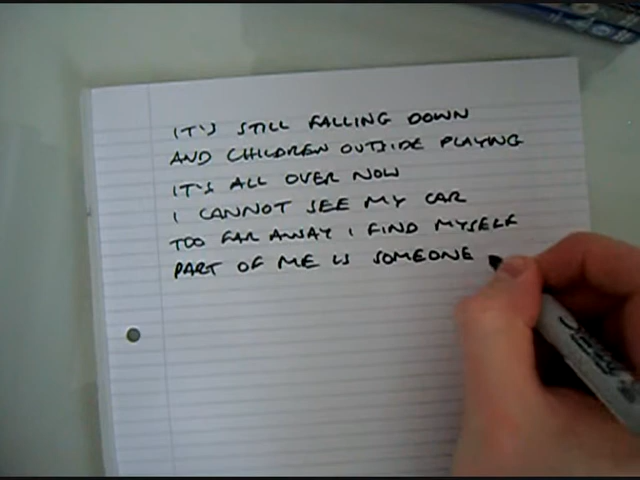 IT'S STILL FALLING DOWN
AND CHILDREN OUTSIDE PLAYING
IT'S ALL OVER NOW
I CANNOT SEE MY CAR
TOO FAR AWAY I FIND MYSELF
PART OF ME IS SOMEONE